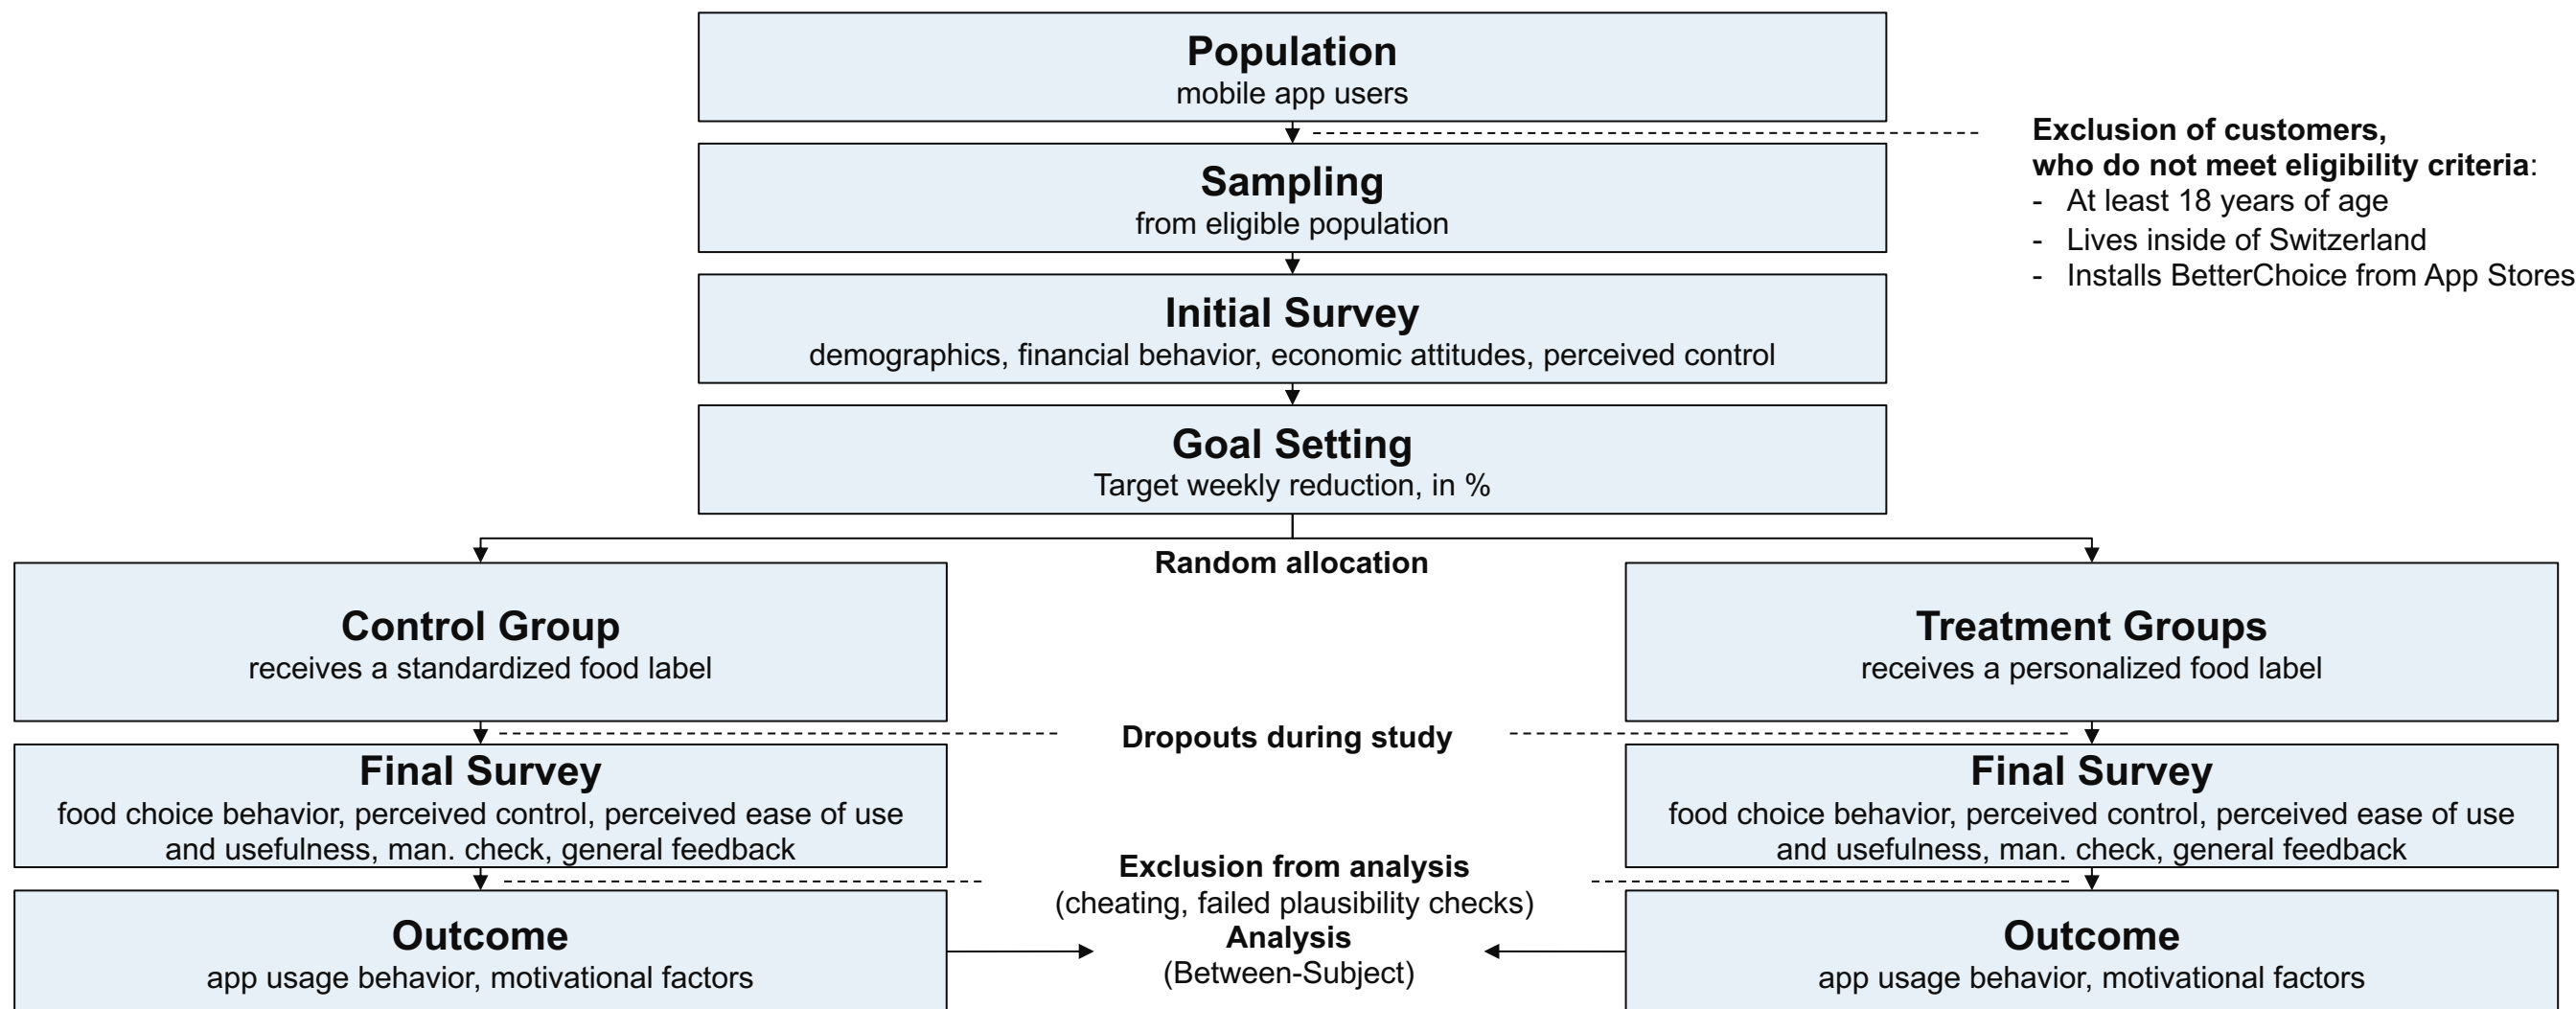 Population
mobile app users
Exclusion of customers,
who do not meet eligibility criteria:
- At least 18 years of age
- Lives inside of Switzerland
- Installs BetterChoice from App Stores
Sampling
from eligible population
Initial Survey
demographics, financial behavior, economic attitudes, perceived control
Goal Setting
Target weekly reduction, in %
Random allocation
Control Group
receives a standardized food label
Treatment Groups
receives a personalized food label
Dropouts during study
Final Survey
food choice behavior, perceived control, perceived ease of use
and usefulness, man. check, general feedback
Final Survey
food choice behavior, perceived control, perceived ease of use
and usefulness, man. check, general feedback
Exclusion from analysis
(cheating, failed plausibility checks)
Outcome
app usage behavior, motivational factors
Analysis
(Between-Subject)
Outcome
app usage behavior, motivational factors